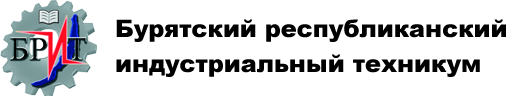 БРИТ
Бурятский республиканский
индустриальный техникум